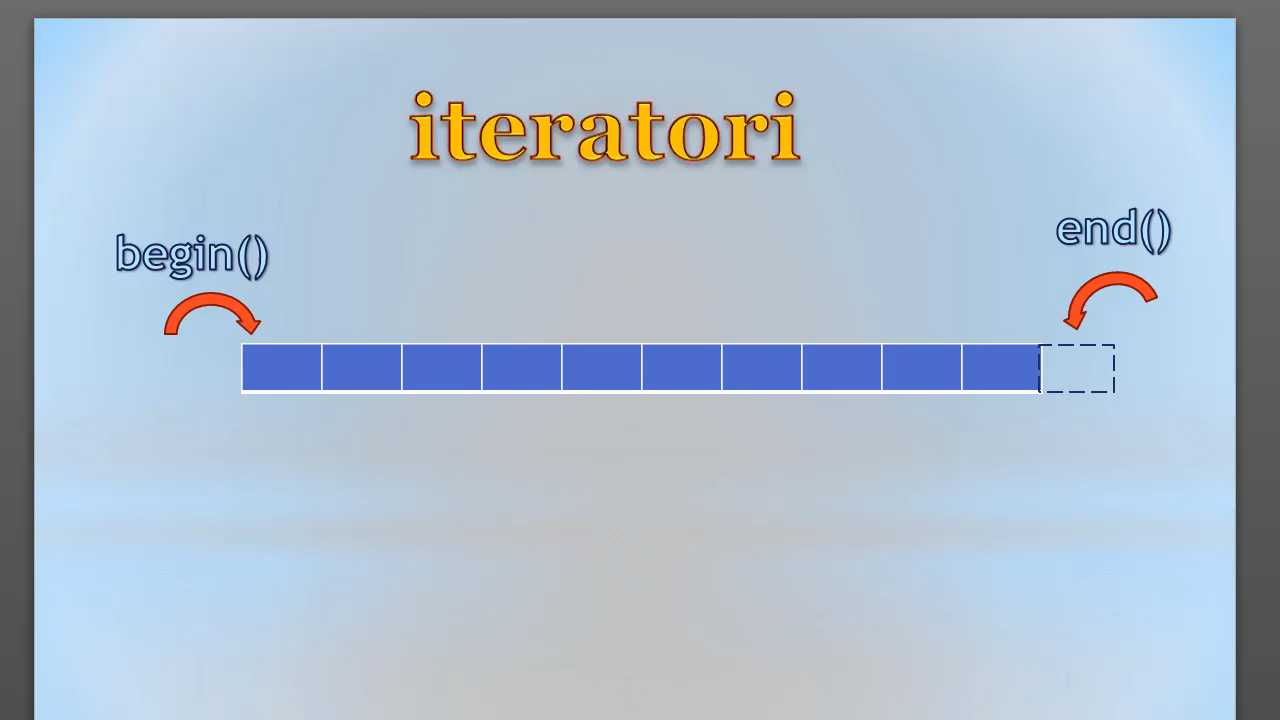 iteratori
begin()
end()